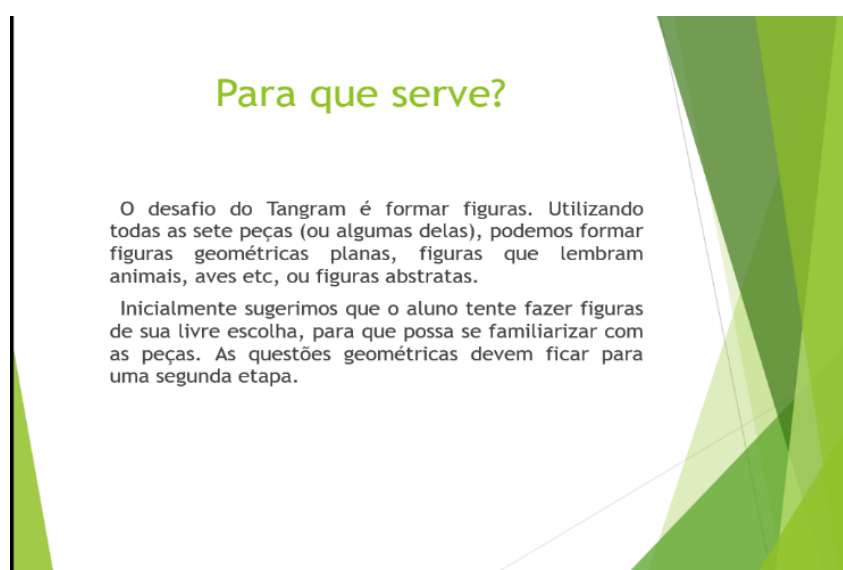 Para que serve?
O desafio do Tangram é formar figuras. Utilizando
todas as sete peças (ou algumas delas), podemos formar
figuras geométricas planas, figuras que lembram
animais, aves etc, ou figuras abstratas.
Inicialmente sugerimos que o aluno tente fazer figuras
de sua livre escolha, para que possa se familiarizar com
as peças. As questões geométricas devem ficar para
uma segunda etapa.